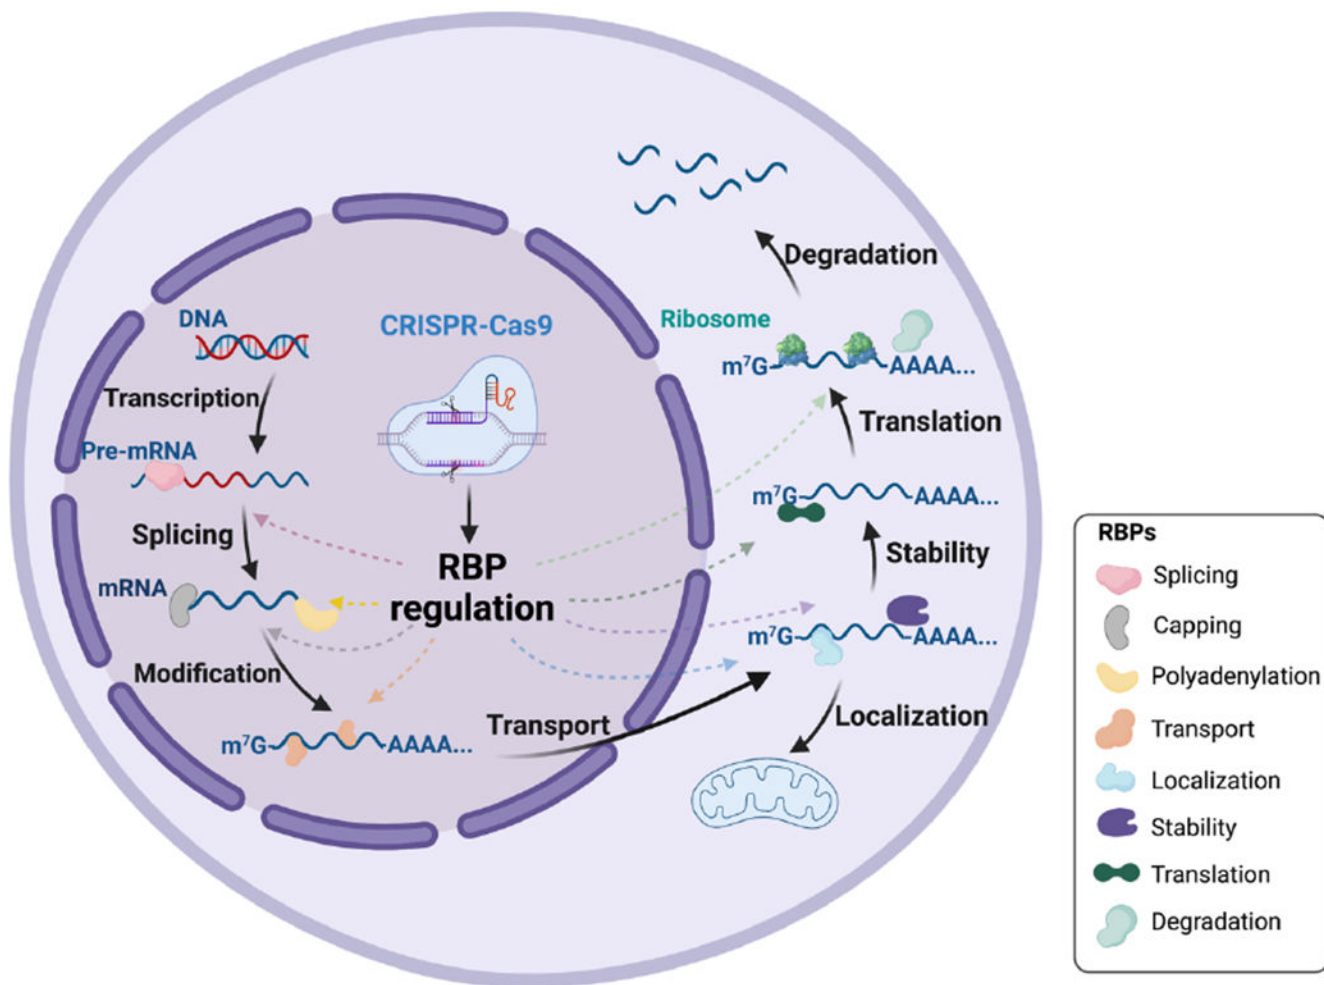 DNA
CRISPR-Cas9
Transcription
Pre-mRNA
Splicing
mRNA
RBP
regulation
Modification
m⁷G
AAAA...
Transport
Degradation
Ribosome
m⁷G
AAAA...
Translation
m⁷G
AAAA...
Stability
m⁷G
AAAA...
Localization
RBPs
Splicing
Capping
Polyadenylation
Transport
Localization
Stability
Translation
Degradation